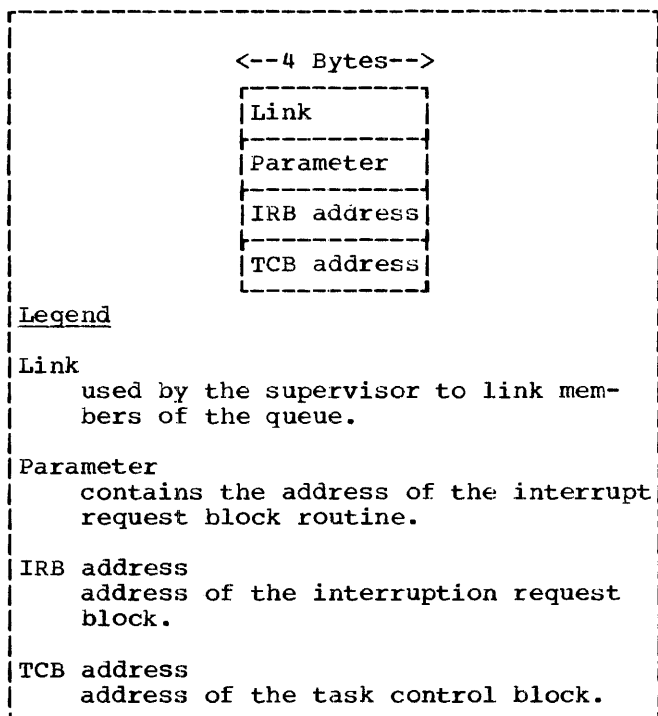 <--4 Bytes-->
Link
Parameter
IRB address
TCB address
Legend
Link
used by the supervisor to link mem-
bers of the queue.
Parameter
contains the address of the interrupt
request block routine.
IRB address
address of the interruption request
block.
TCB address
address of the task control block.